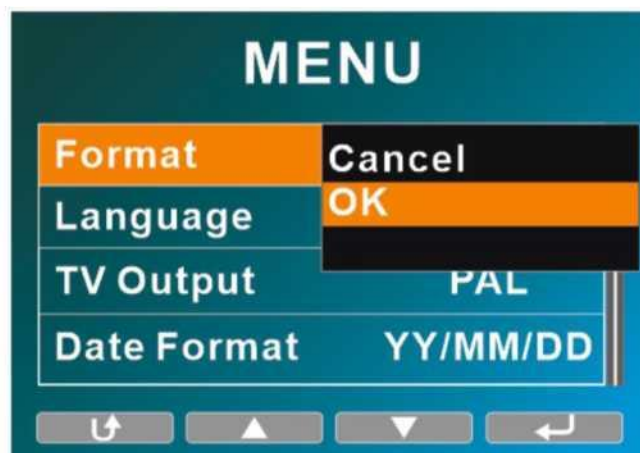 MENU
Format
Cancel
OK
Language
TV Output PAL
Date Format YY/MM/DD